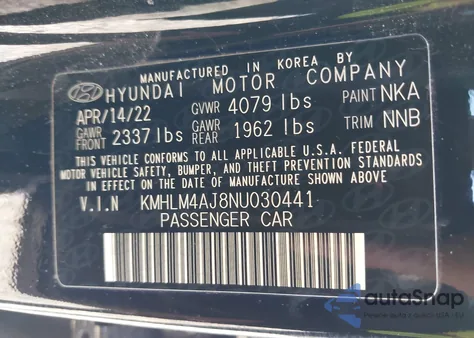 MANUFACTURED IN KOREA BY
HYUNDAI MOTOR COMPANY
APR/14/22 GVWR 4079 lbs PAINT NKA
GAWR FRONT 2337 lbs GAWR REAR 1962 lbs TRIM NNB
THIS VEHICLE CONFORMS TO ALL APPLICABLE U.S.A. FEDERAL
MOTOR VEHICLE SAFETY, BUMPER, AND THEFT PREVENTION STANDARDS
IN EFFECT ON THE DATE OF MANUFACTURE SHOWN ABOVE.
V.I.N KMHLM4AJ8NU030441
PASSENGER CAR
autoSnap